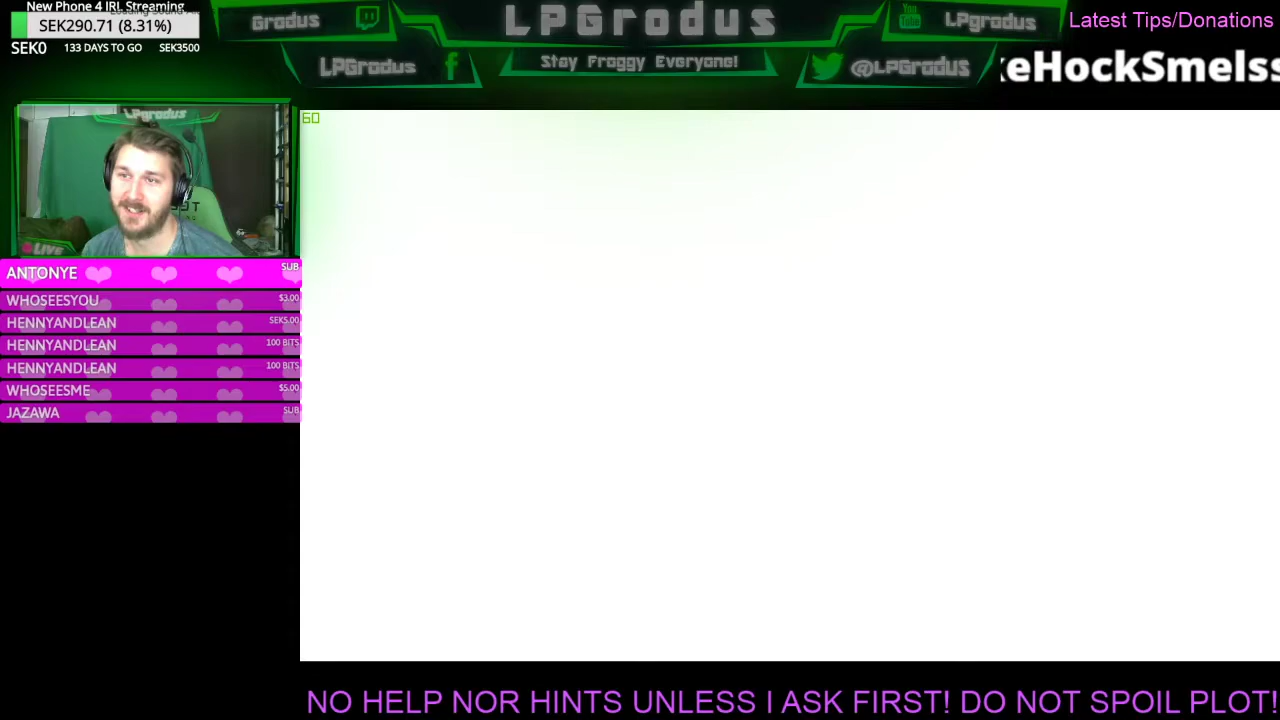 New Phone 4 IRL Streaming
SEK290.71 (8.31%)
SEK0 133 DAYS TO GO SEK3500
Grodus
LPGrodus
LPgrodus
LPGrodus
Stay Froggy Everyone!
@LPGrodus
Latest Tips/Donations
eHockSmelss
60
LPgrodus
LIVE
ANTONYE SUB
WHOSEESYOU $3.00
HENNYANDLEAN SEK5.00
HENNYANDLEAN 100 BITS
HENNYANDLEAN 100 BITS
WHOSEESME $5.00
JAZAWA SUB
NO HELP NOR HINTS UNLESS I ASK FIRST! DO NOT SPOIL PLOT!